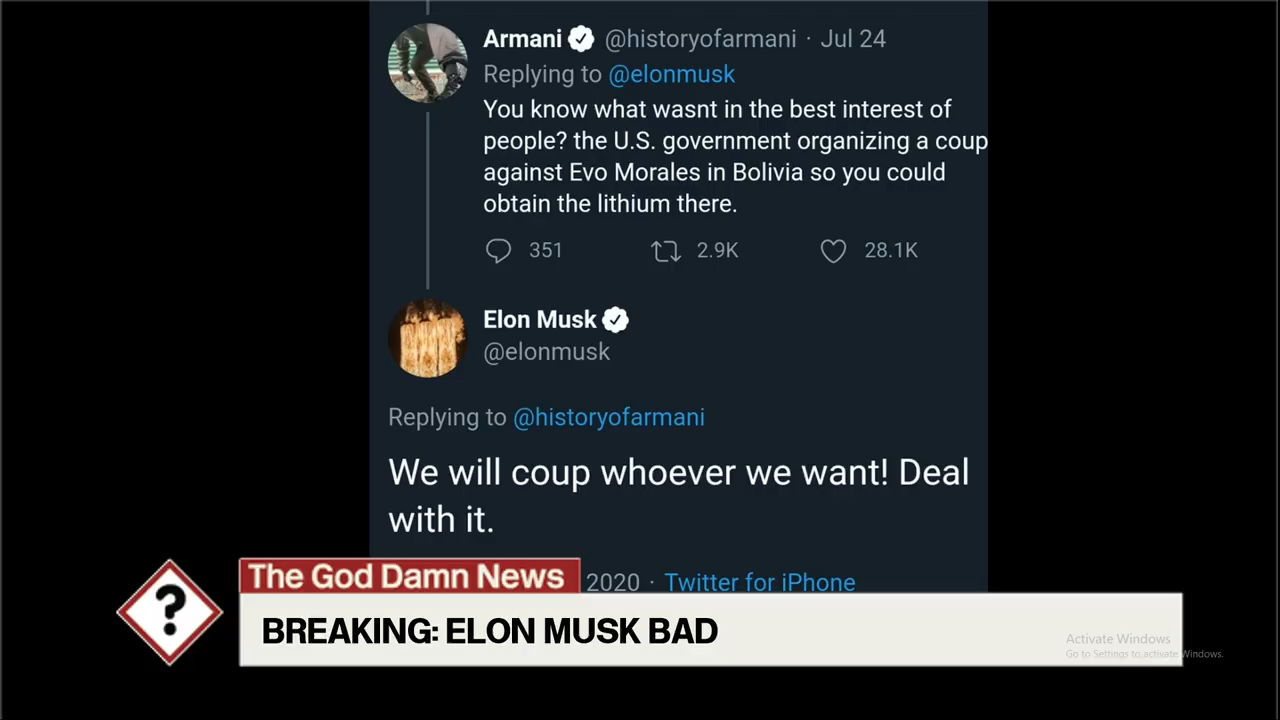 Armani @historyofarmani · Jul 24
Replying to @elonmusk
You know what wasnt in the best interest of
people? the U.S. government organizing a coup
against Evo Morales in Bolivia so you could
obtain the lithium there.
351 2.9K 28.1K
Elon Musk
@elonmusk
Replying to @historyofarmani
We will coup whoever we want! Deal
with it.
2020 · Twitter for iPhone
The God Damn News
?
BREAKING: ELON MUSK BAD
Activate Windows
Go to Settings to activate Windows.